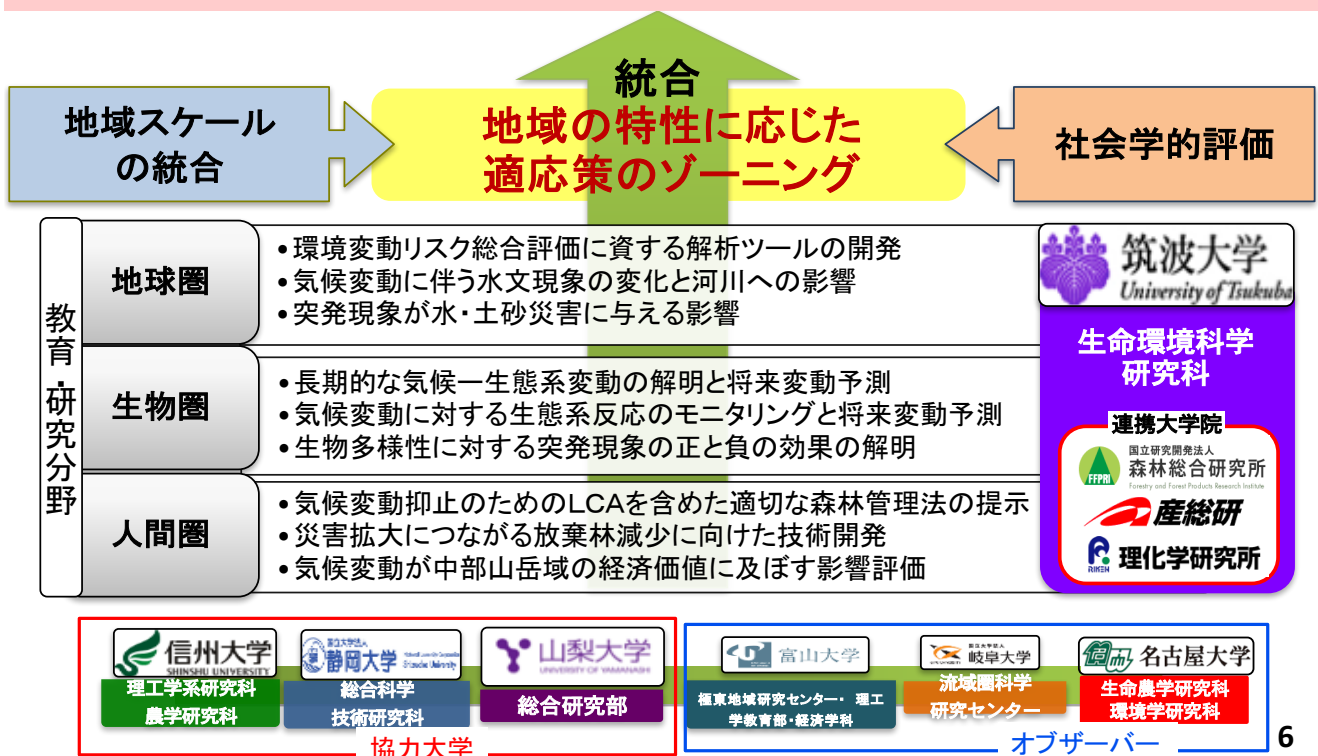 統合
地域スケール
の統合
地域の特性に応じた
適応策のゾーニング
社会学的評価
教育・研究分野
地球圏
•環境変動リスク総合評価に資する解析ツールの開発
•気候変動に伴う水文現象の変化と河川への影響
•突発現象が水・土砂災害に与える影響
生物圏
•長期的な気候ー生態系変動の解明と将来変動予測
•気候変動に対する生態系反応のモニタリングと将来変動予測
•生物多様性に対する突発現象の正と負の効果の解明
人間圏
•気候変動抑止のためのLCAを含めた適切な森林管理法の提示
•災害拡大につながる放棄林減少に向けた技術開発
•気候変動が中部山岳域の経済価値に及ぼす影響評価
筑波大学
University of Tsukuba
生命環境科学
研究科
連携大学院
国立研究開発法人
FFPRI
森林総合研究所
Forestry and Forest Products Research Institute
産総研
RIKEN
理化学研究所
信州大学
SHINSHU UNIVERSITY
理工学系研究科
農学研究科
国立大学法人
静岡大学
総合科学
技術研究科
山梨大学
UNIVERSITY OF YAMANASHI
総合研究部
協力大学
富山大学
極東地域研究センター・ 理工
学教育部・経済学科
国立大学法人
岐阜大学
流域圏科学
研究センター
名古屋大学
生命農学研究科
環境学研究科
オブザーバー
6